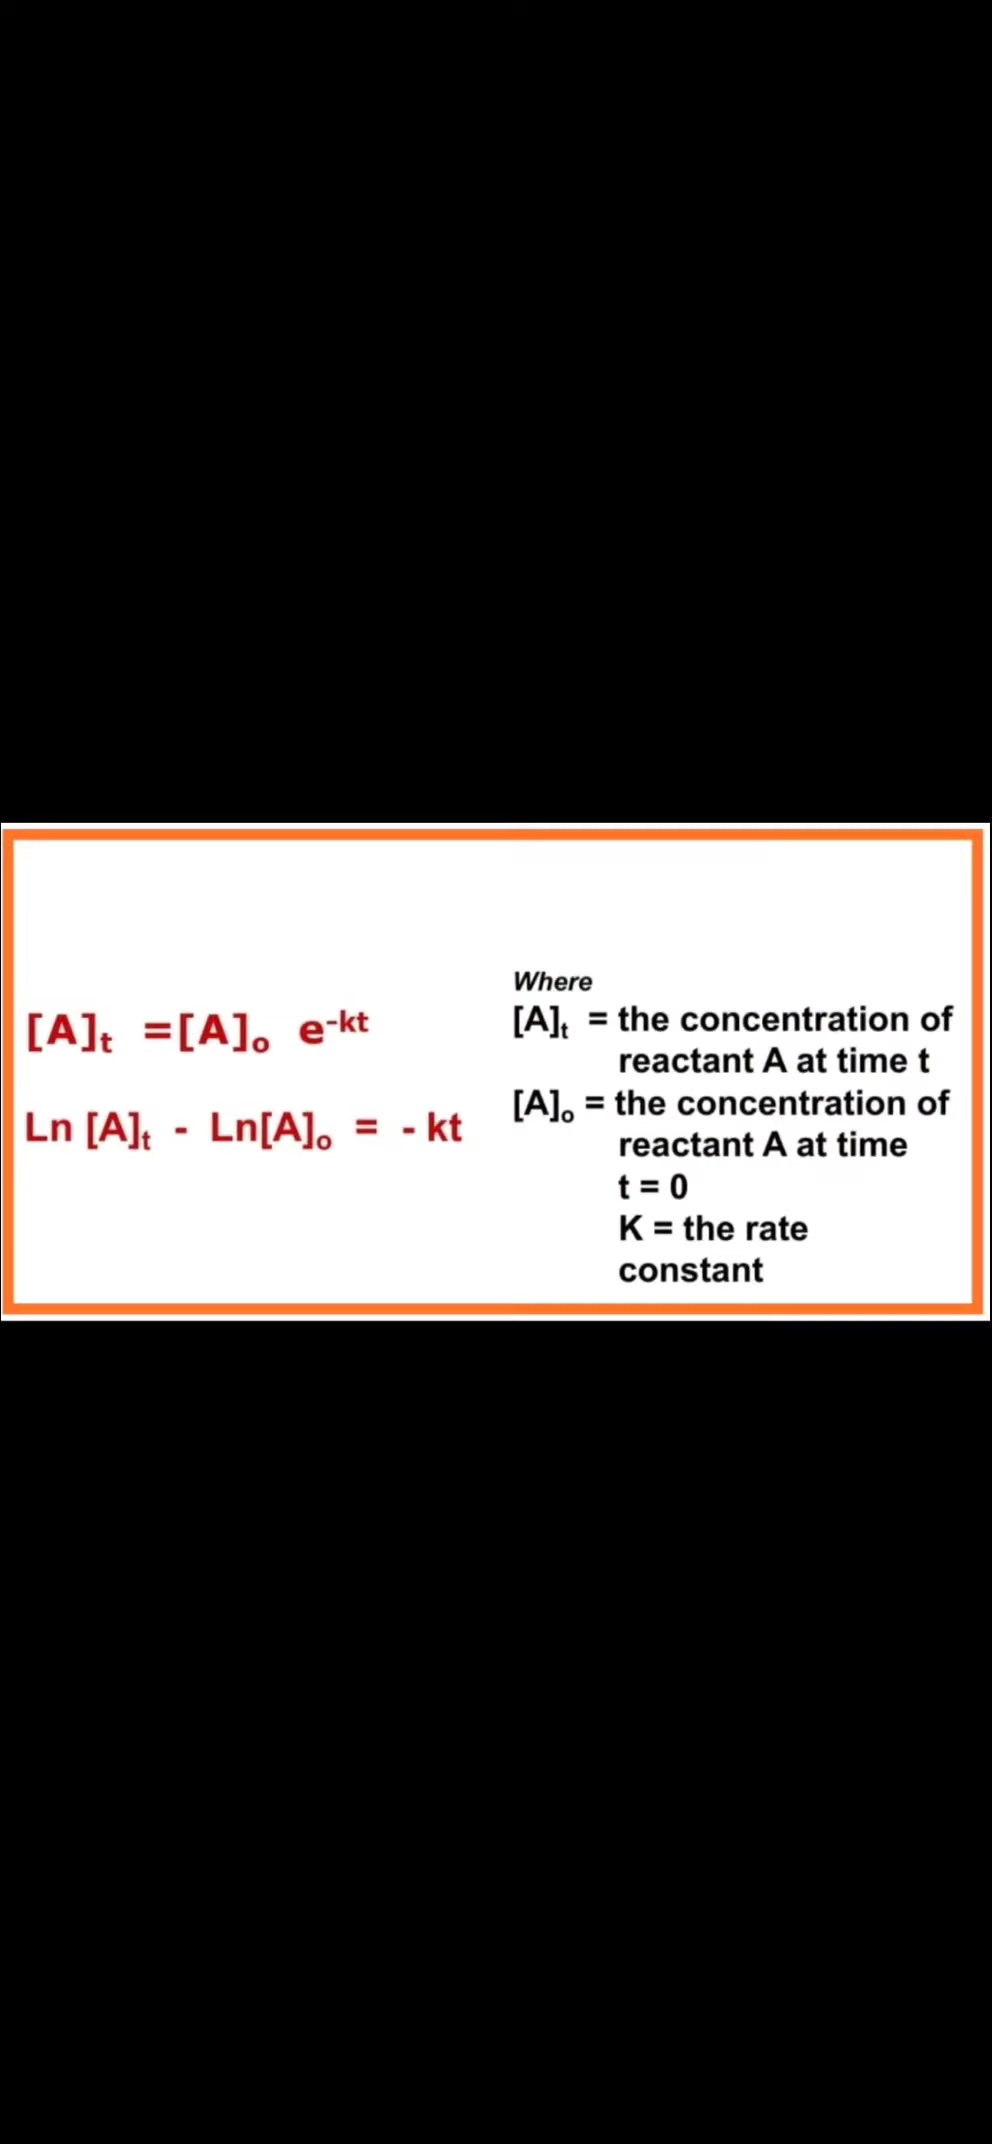 [A]t =[A]o e-kt
Ln [A]t - Ln[A]o = - kt
Where
[A]t = the concentration of
reactant A at time t
[A]o = the concentration of
reactant A at time
t = 0
K = the rate
constant